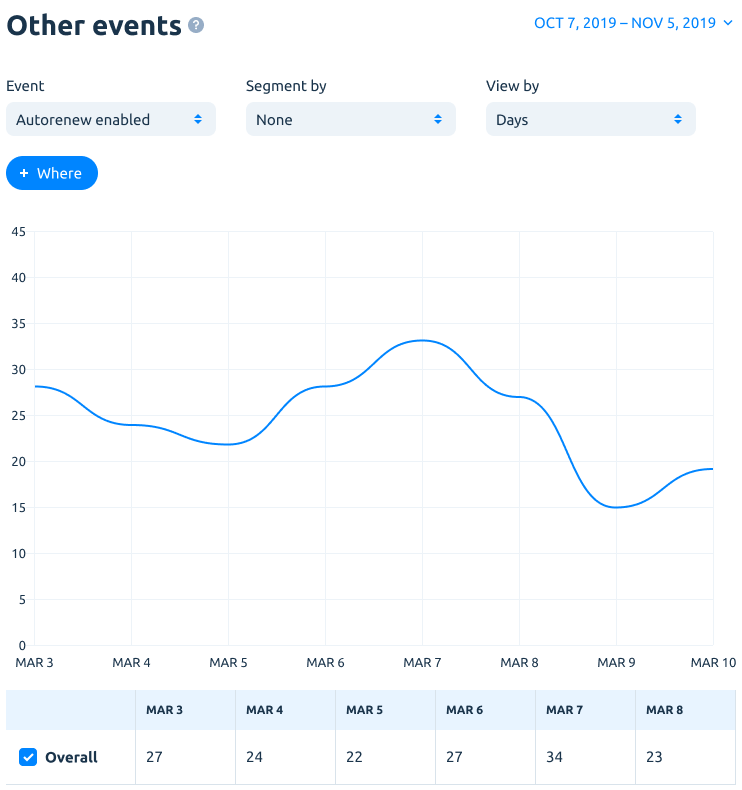 Other events ?
OCT 7, 2019 – NOV 5, 2019
Event Segment by View by
Autorenew enabled None Days
+ Where
45
40
35
30
25
20
15
10
5
0
MAR 3 MAR 4 MAR 5 MAR 6 MAR 7 MAR 8 MAR 9 MAR 10
MAR 3 MAR 4 MAR 5 MAR 6 MAR 7 MAR 8
Overall 27 24 22 27 34 23